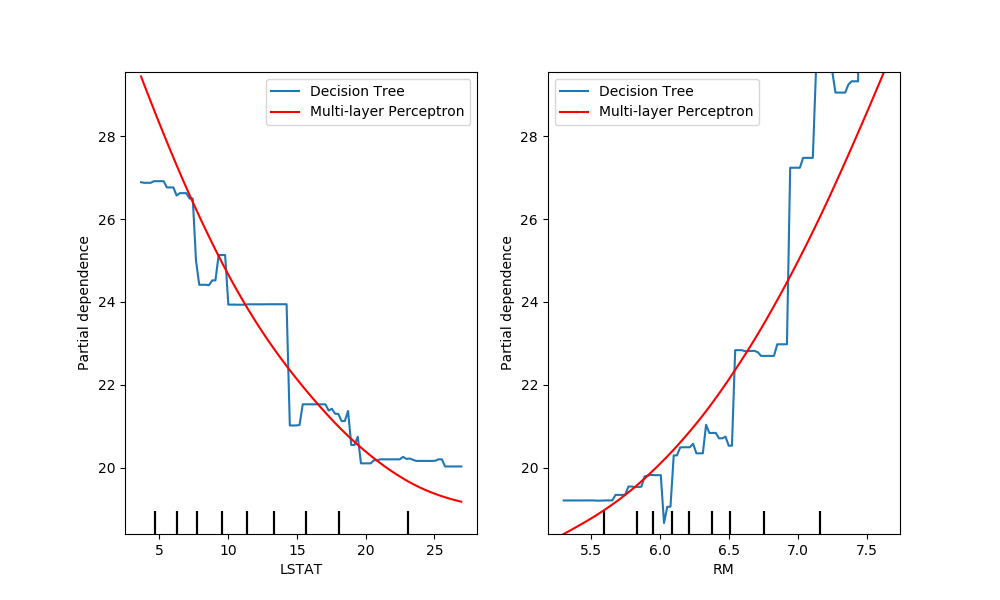 Decision Tree
Multi-layer Perceptron
28
26
24
22
20
Partial dependence
5 10 15 20 25
LSTAT
Decision Tree
Multi-layer Perceptron
28
26
24
22
20
Partial dependence
5.5 6.0 6.5 7.0 7.5
RM